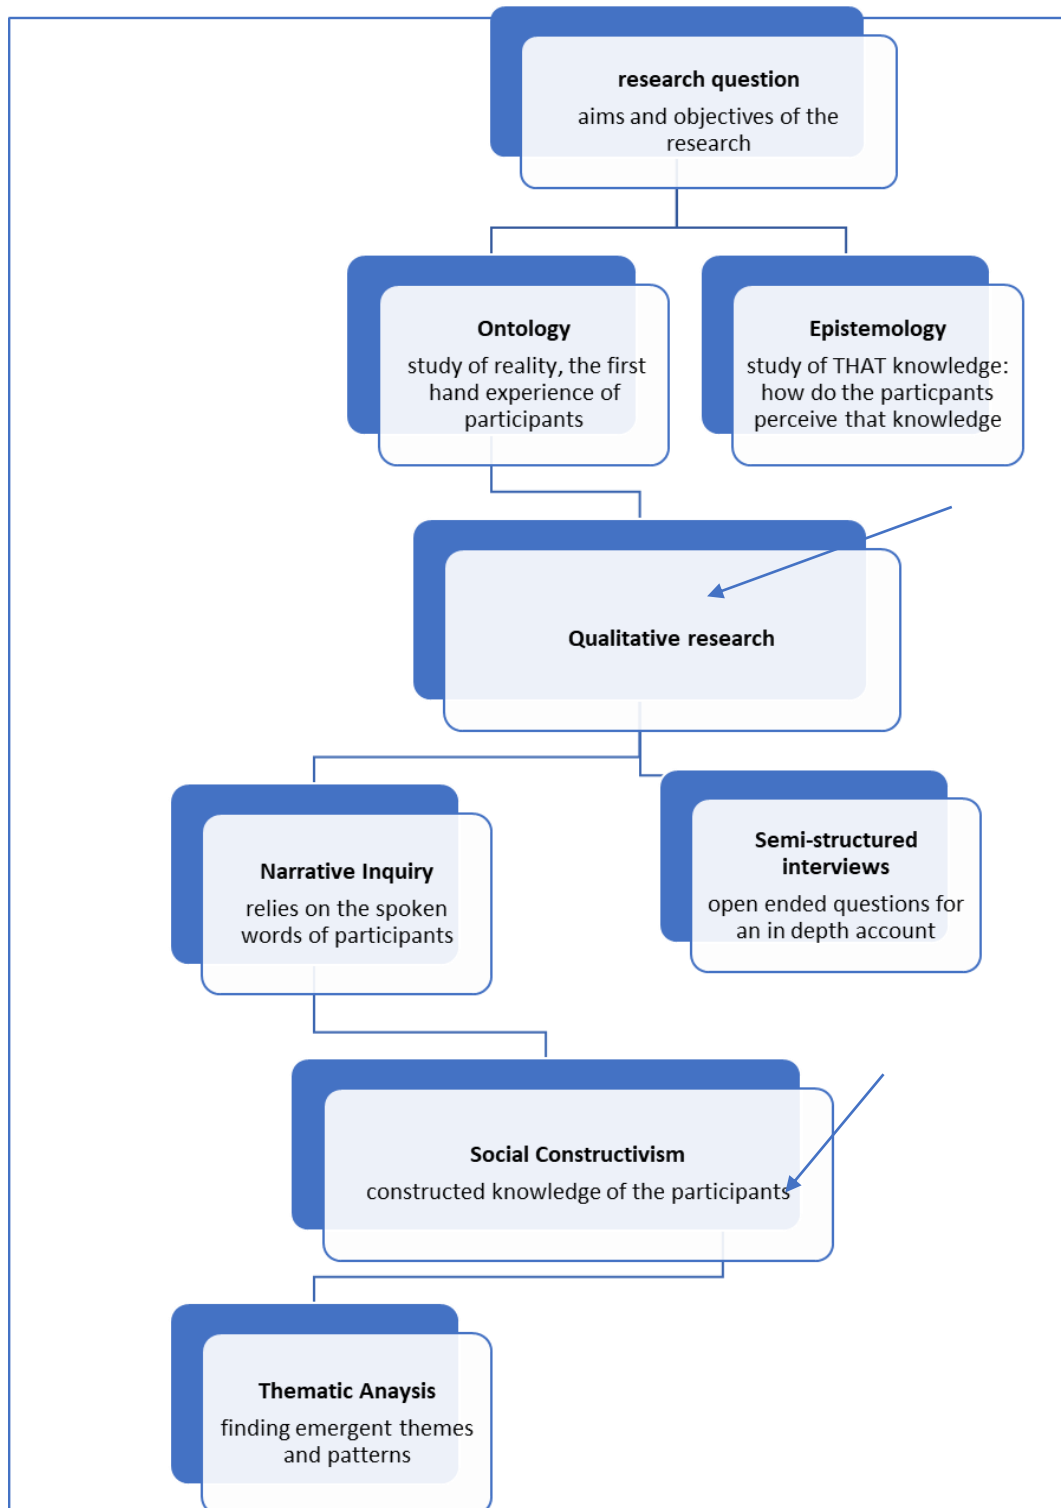 research question
aims and objectives of the
research
Ontology
study of reality, the first
hand experience of
participants
Epistemology
study of THAT knowledge:
how do the particpants
perceive that knowledge
Qualitative research
Narrative Inquiry
relies on the spoken
words of participants
Semi-structured
interviews
open ended questions for
an in depth account
Social Constructivism
constructed knowledge of the participants
Thematic Anaysis
finding emergent themes
and patterns